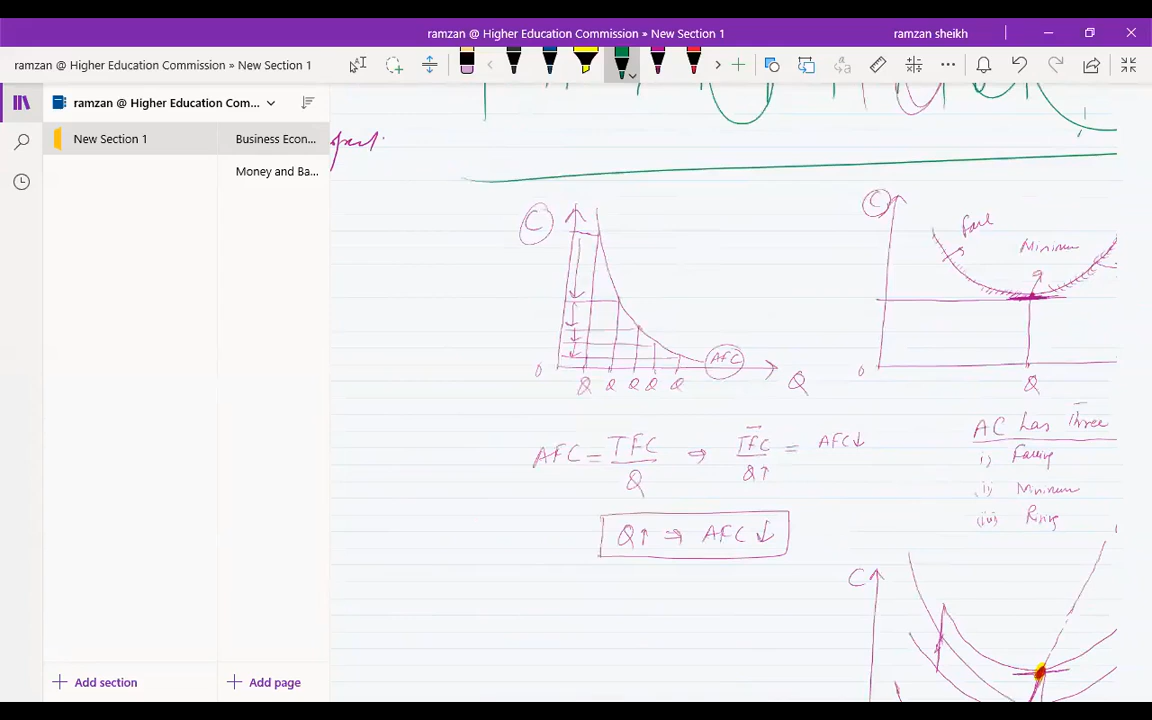 ramzan @ Higher Education Commission » New Section 1
ramzan sheikh
ramzan @ Higher Education Commission » New Section 1
ramzan @ Higher Education Com...
New Section 1
Business Econ...
Money and Ba...
C
0
Q Q Q Q Q
AFC
Q
AFC = TFC / Q ⇒ TFC / Q↑ = AFC↓
Q↑ ⇒ AFC ↓
C
Minimum
0
Q
AC has Three
i) Falling
ii) Minimum
iii) Rising
C
Add section
Add page